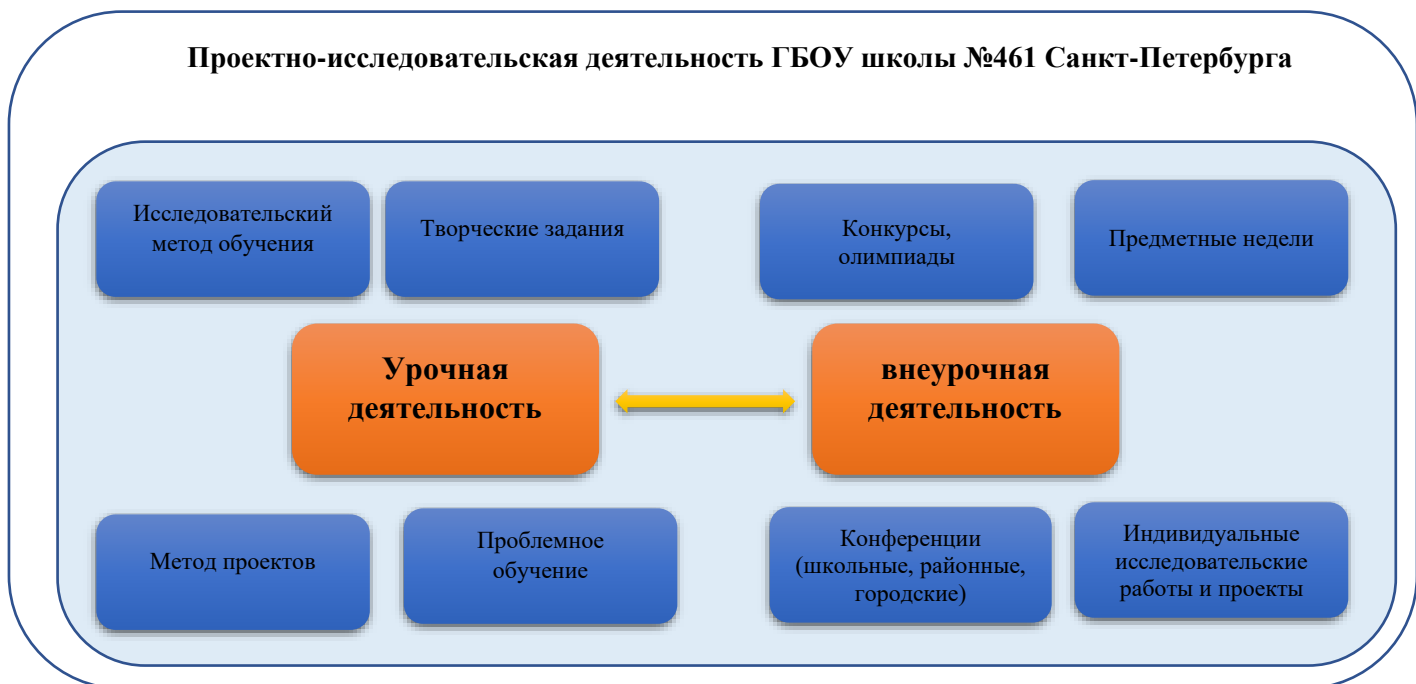 Проектно-исследовательская деятельность ГБОУ школы №461 Санкт-Петербурга
Исследовательский
метод обучения
Творческие задания
Конкурсы,
олимпиады
Предметные недели
Урочная
деятельность
внеурочная
деятельность
Метод проектов
Проблемное
обучение
Конференции
(школьные, районные,
городские)
Индивидуальные
исследовательские
работы и проекты